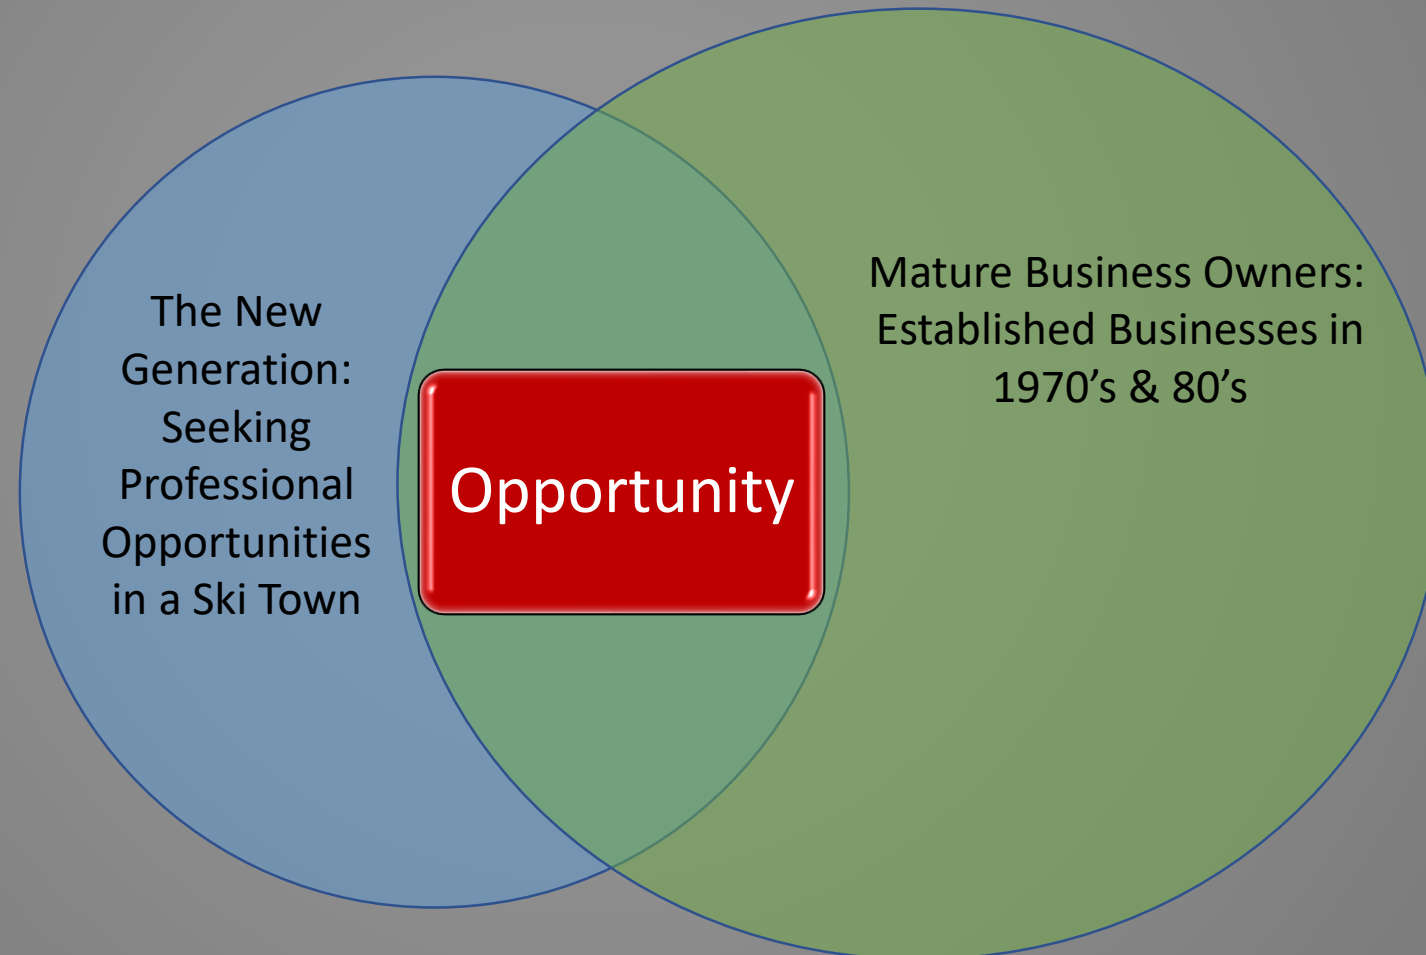 The New
Generation:
Seeking
Professional
Opportunities
in a Ski Town
Opportunity
Mature Business Owners:
Established Businesses in
1970’s & 80’s